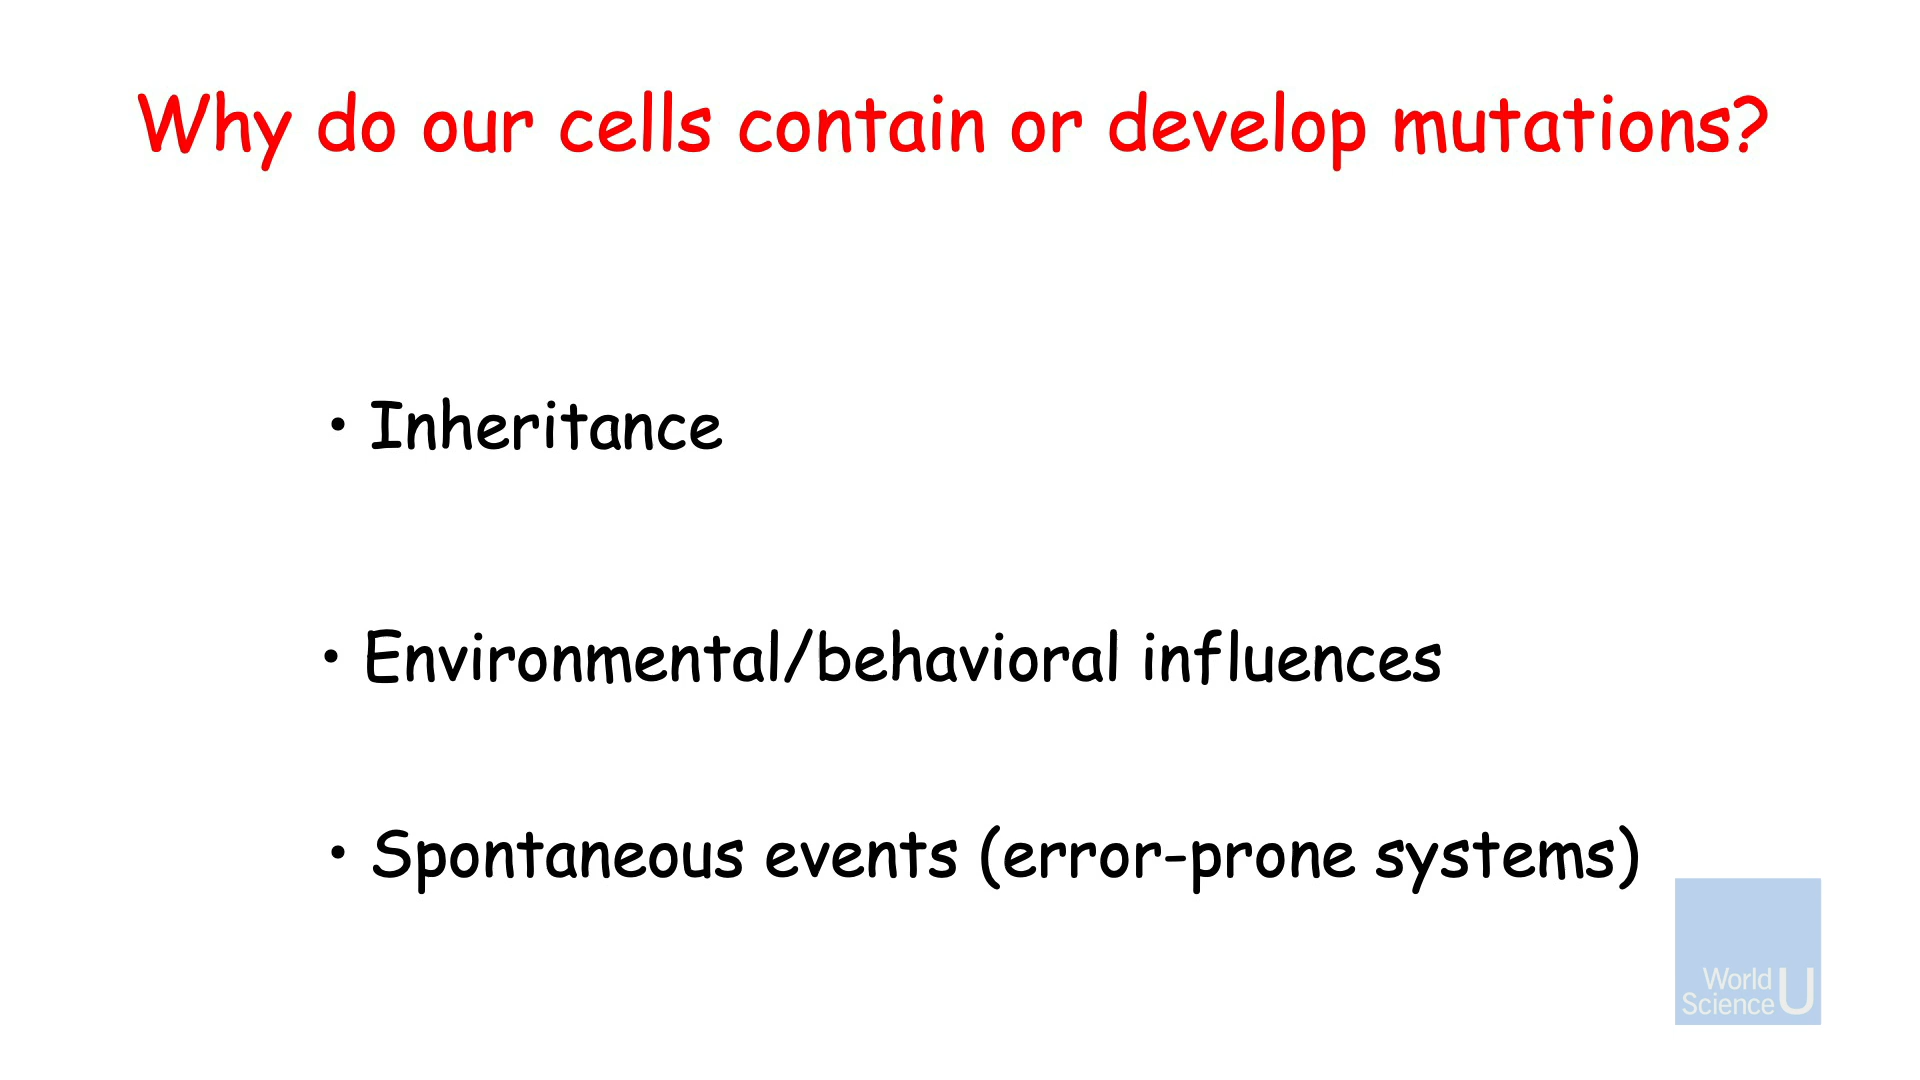 Why do our cells contain or develop mutations?
• Inheritance
• Environmental/behavioral influences
• Spontaneous events (error-prone systems)
World
Science U